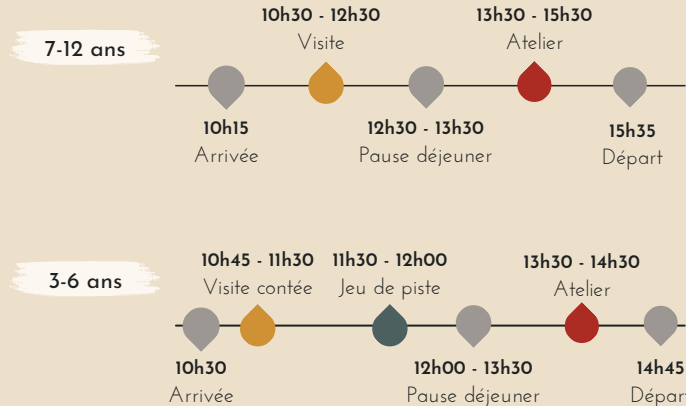 10h30 - 12h30
Visite
13h30 - 15h30
Atelier
7-12 ans
10h15
Arrivée
12h30 - 13h30
Pause déjeuner
15h35
Départ
10h45 - 11h30
Visite contée
11h30 - 12h00
Jeu de piste
13h30 - 14h30
Atelier
3-6 ans
10h30
Arrivée
12h00 - 13h30
Pause déjeuner
14h45
Dépar